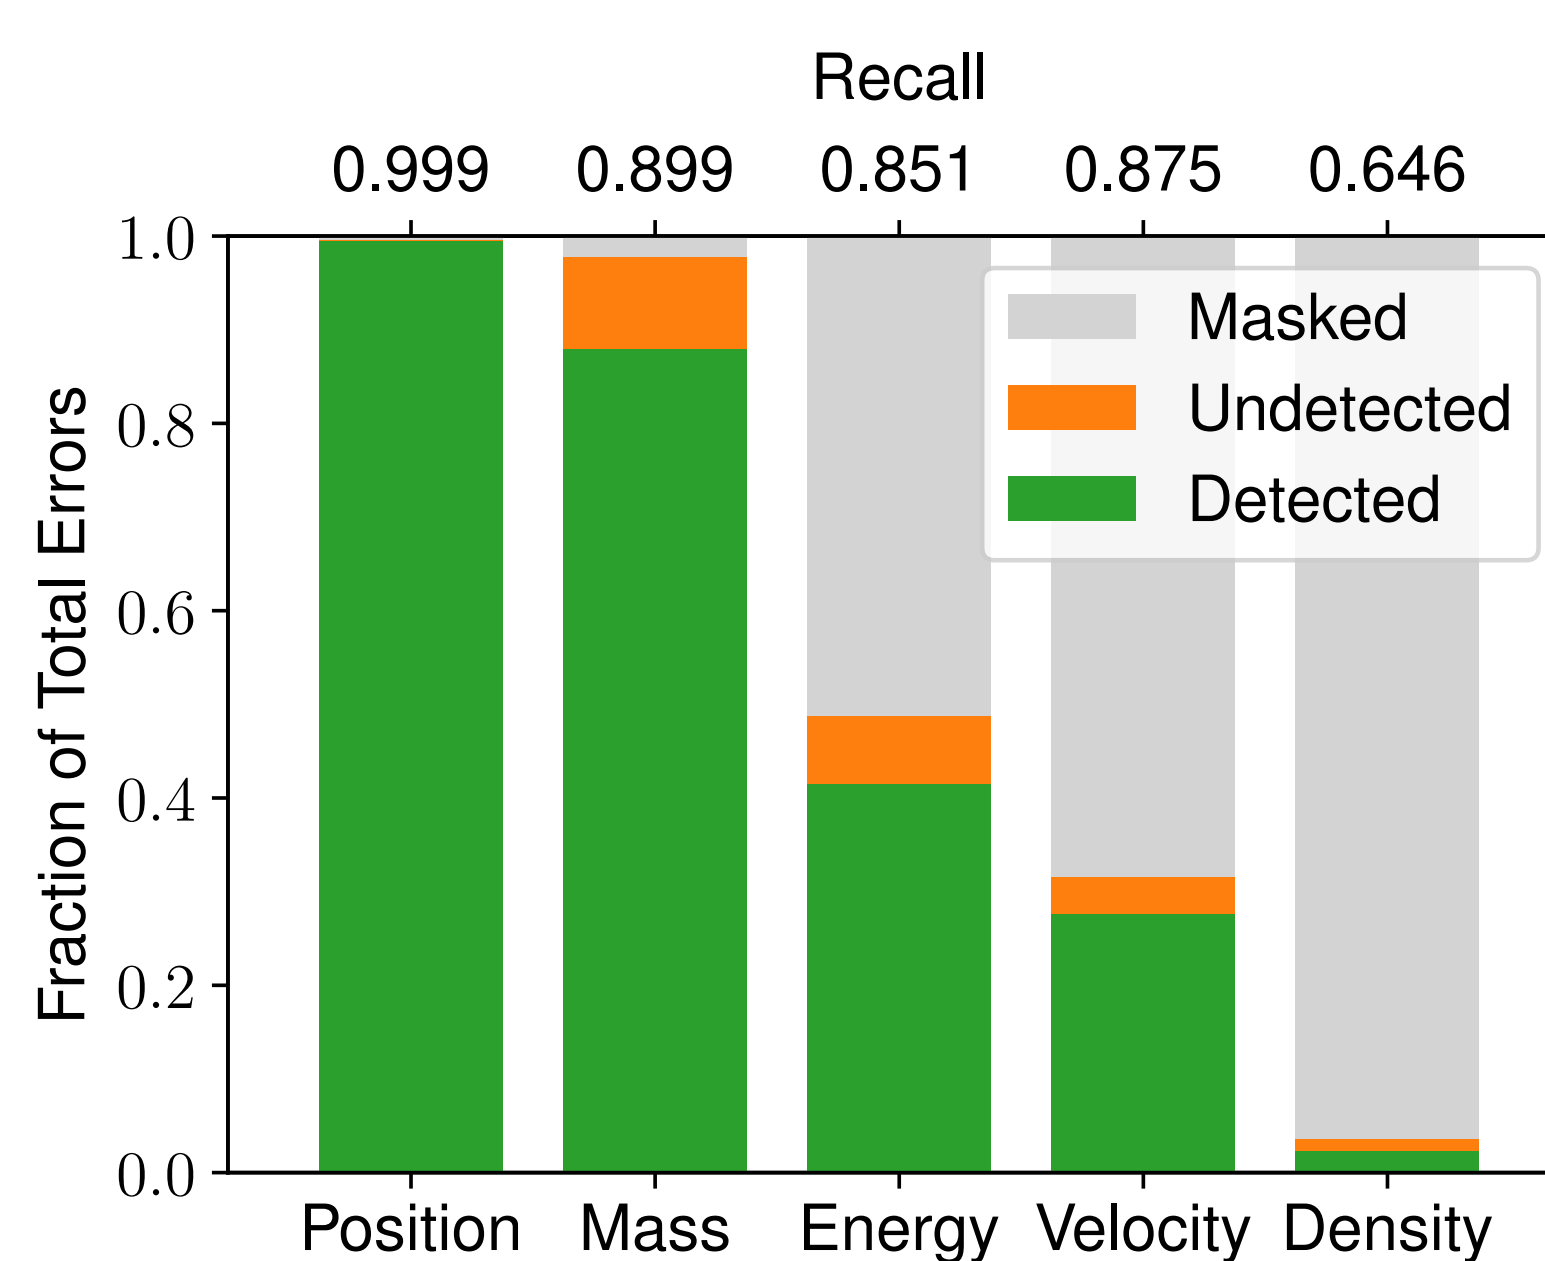 Recall
0.999 0.899 0.851 0.875 0.646
1.0
0.8
0.6
0.4
0.2
0.0
Fraction of Total Errors
Masked
Undetected
Detected
Position Mass Energy Velocity Density